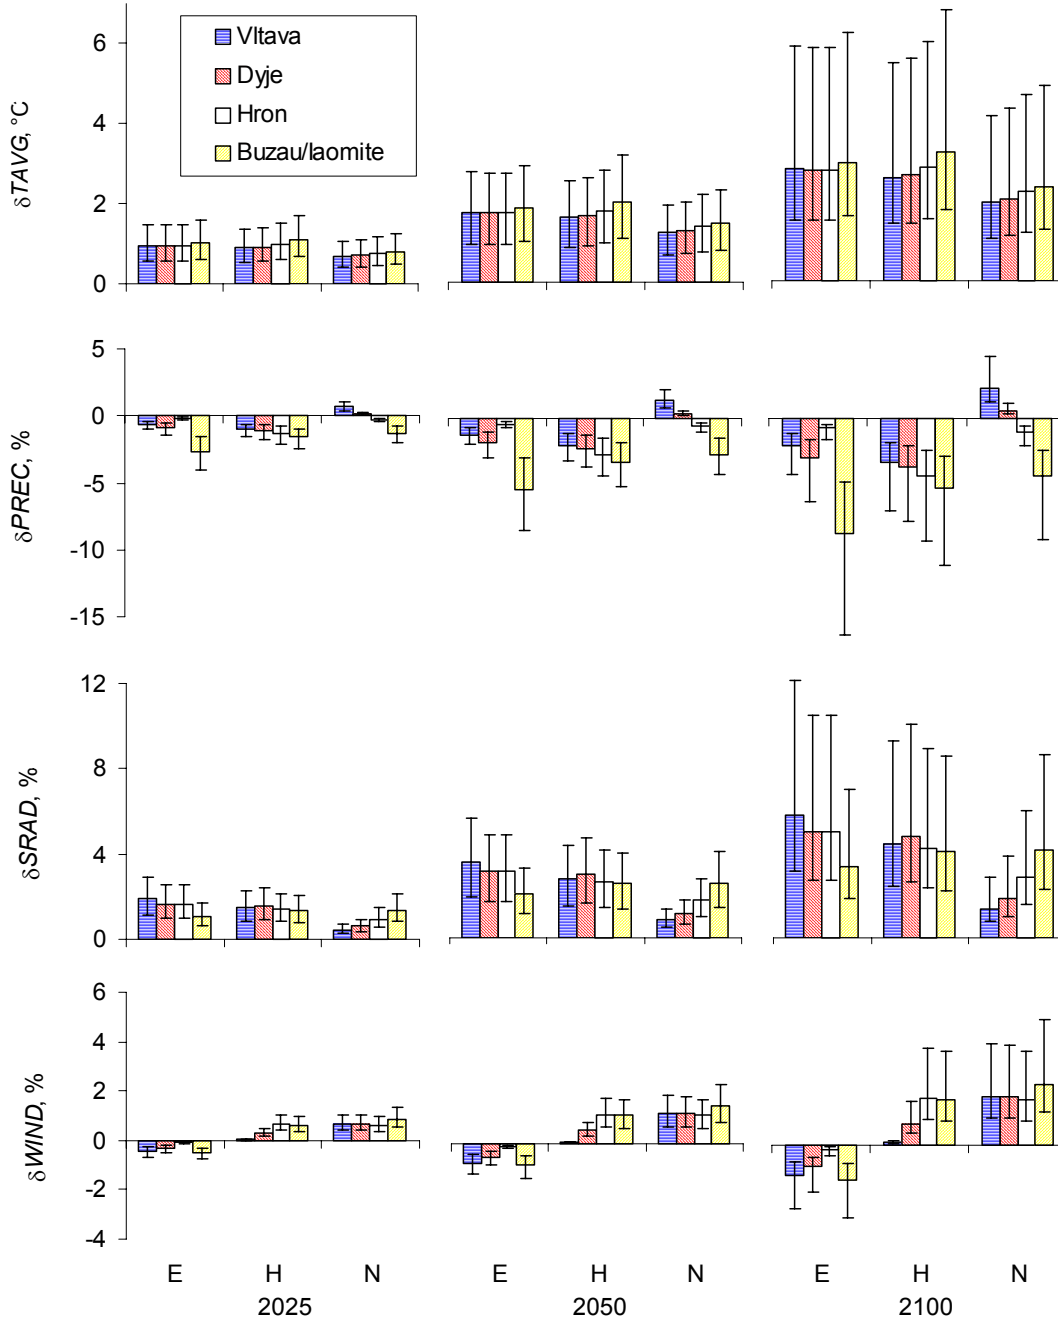 6
4
2
0
δTAVG, °C
Vltava
Dyje
Hron
Buzau/Iaomite
5
0
-5
-10
-15
δPREC, %
12
8
4
0
δSRAD, %
6
4
2
0
-2
-4
δWIND, %
E H N E H N E H N
2025 2050 2100